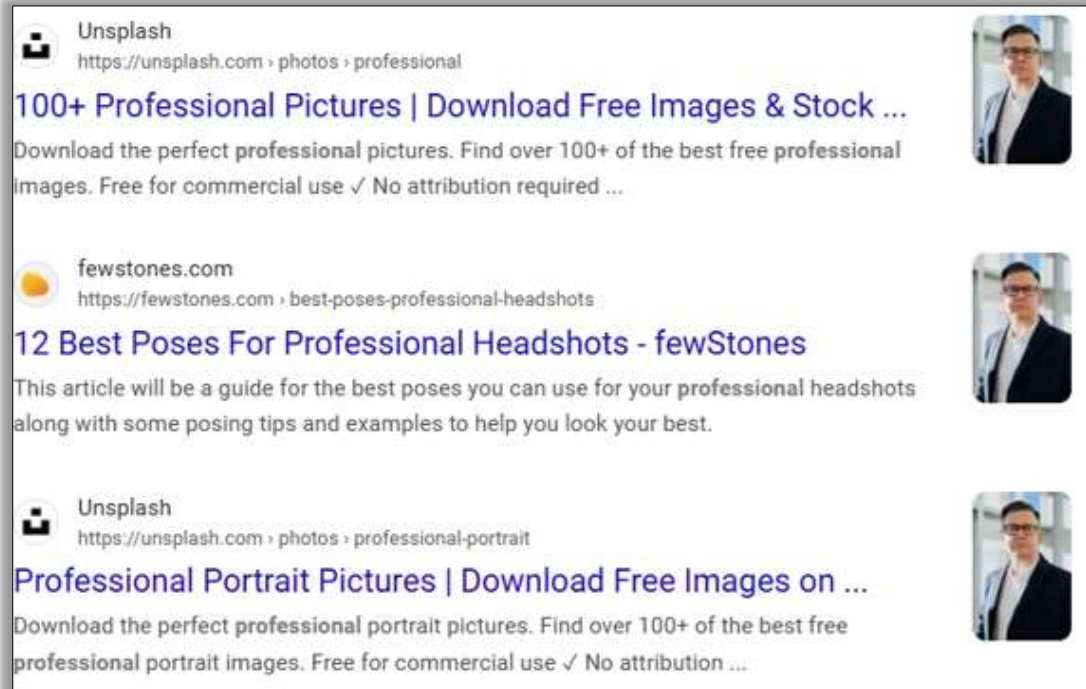 Unsplash
https://unsplash.com › photos › professional
100+ Professional Pictures | Download Free Images & Stock ...
Download the perfect professional pictures. Find over 100+ of the best free professional
images. Free for commercial use ✓ No attribution required ...
fewstones.com
https://fewstones.com › best-poses-professional-headshots
12 Best Poses For Professional Headshots - fewStones
This article will be a guide for the best poses you can use for your professional headshots
along with some posing tips and examples to help you look your best.
Unsplash
https://unsplash.com › photos › professional-portrait
Professional Portrait Pictures | Download Free Images on ...
Download the perfect professional portrait pictures. Find over 100+ of the best free
professional portrait images. Free for commercial use ✓ No attribution ...